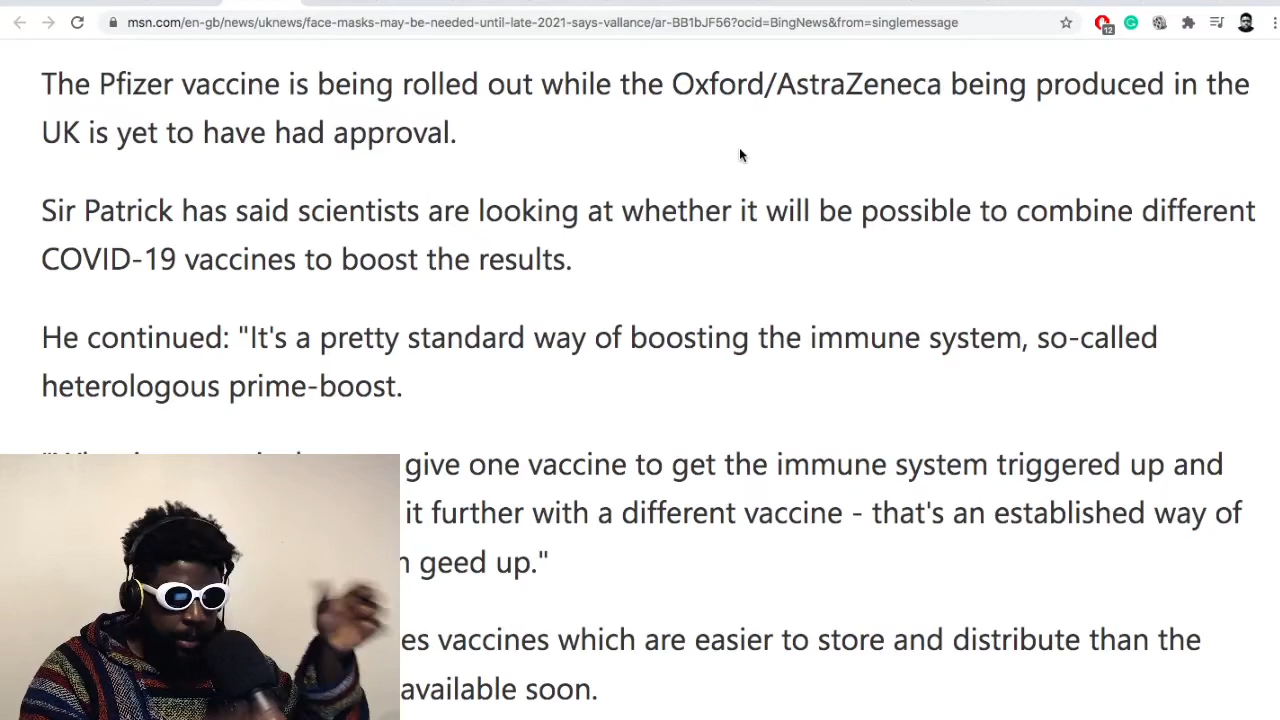 msn.com/en-gb/news/uknews/face-masks-may-be-needed-until-late-2021-says-vallance/ar-BB1bJF56?ocid=BingNews&from=singlemessage
12
The Pfizer vaccine is being rolled out while the Oxford/AstraZeneca being produced in the
UK is yet to have had approval.
Sir Patrick has said scientists are looking at whether it will be possible to combine different
COVID-19 vaccines to boost the results.
He continued: "It's a pretty standard way of boosting the immune system, so-called
heterologous prime-boost.
give one vaccine to get the immune system triggered up and
it further with a different vaccine - that's an established way of
geed up."
vaccines which are easier to store and distribute than the
available soon.